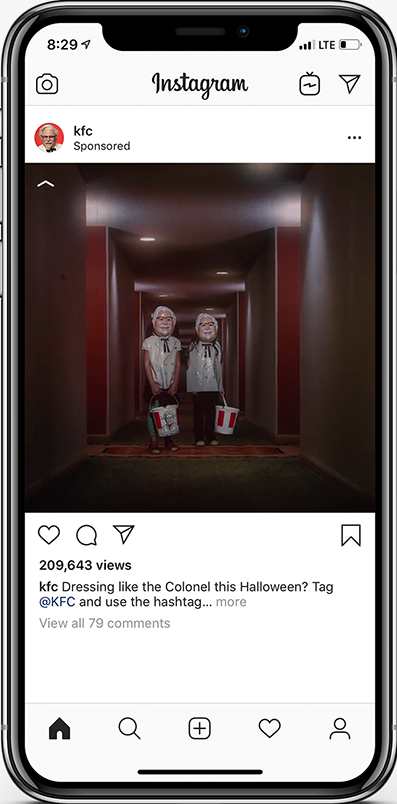 8:29
LTE
Instagram
kfc
Sponsored
209,643 views
kfc Dressing like the Colonel this Halloween? Tag
@KFC and use the hashtag... more
View all 79 comments